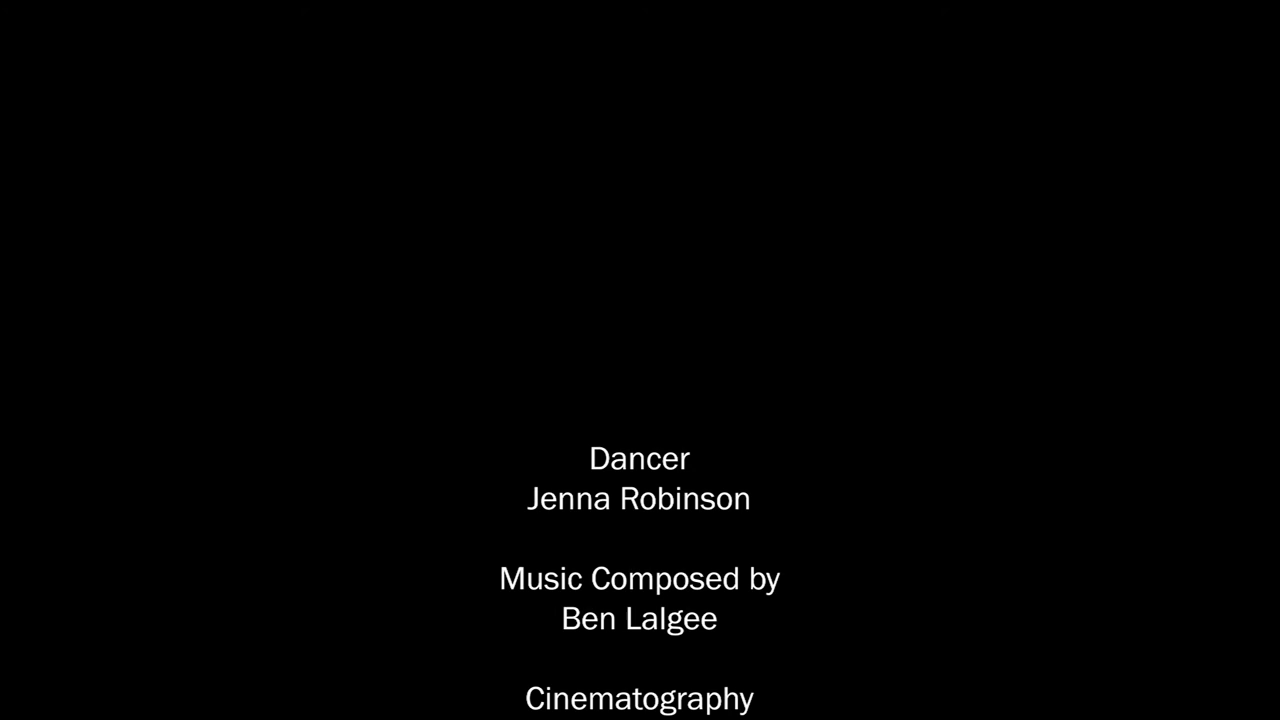 Dancer
Jenna Robinson
Music Composed by
Ben Lalgee
Cinematography